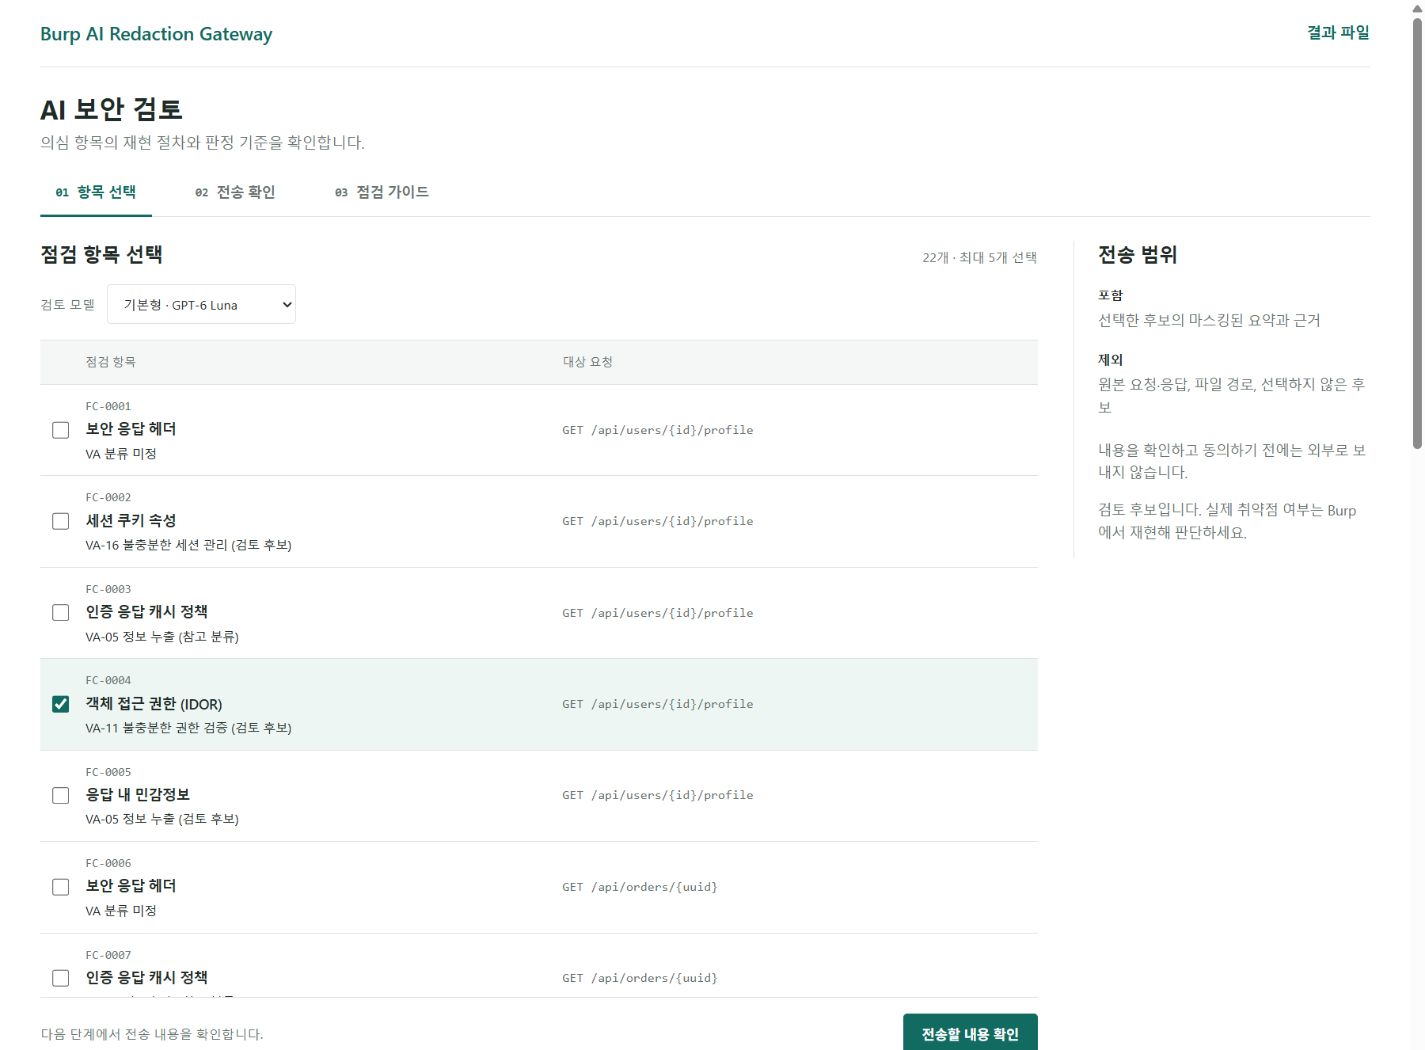 Burp AI Redaction Gateway
결과 파일
AI 보안 검토
의심 항목의 재현 절차와 판정 기준을 확인합니다.
01 항목 선택
02 전송 확인
03 점검 가이드
점검 항목 선택
22개 · 최대 5개 선택
검토 모델
기본형 · GPT-6 Luna
점검 항목
대상 요청
FC-0001
보안 응답 헤더
VA 분류 미정
GET /api/users/{id}/profile
FC-0002
세션 쿠키 속성
VA-16 불충분한 세션 관리 (검토 후보)
GET /api/users/{id}/profile
FC-0003
인증 응답 캐시 정책
VA-05 정보 누출 (참고 분류)
GET /api/users/{id}/profile
FC-0004
객체 접근 권한 (IDOR)
VA-11 불충분한 권한 검증 (검토 후보)
GET /api/users/{id}/profile
FC-0005
응답 내 민감정보
VA-05 정보 누출 (검토 후보)
GET /api/users/{id}/profile
FC-0006
보안 응답 헤더
VA 분류 미정
GET /api/orders/{uuid}
FC-0007
인증 응답 캐시 정책
GET /api/orders/{uuid}
다음 단계에서 전송 내용을 확인합니다.
전송할 내용 확인
전송 범위
포함
선택한 후보의 마스킹된 요약과 근거
제외
원본 요청·응답, 파일 경로, 선택하지 않은 후
보
내용을 확인하고 동의하기 전에는 외부로 보
내지 않습니다.
검토 후보입니다. 실제 취약점 여부는 Burp
에서 재현해 판단하세요.